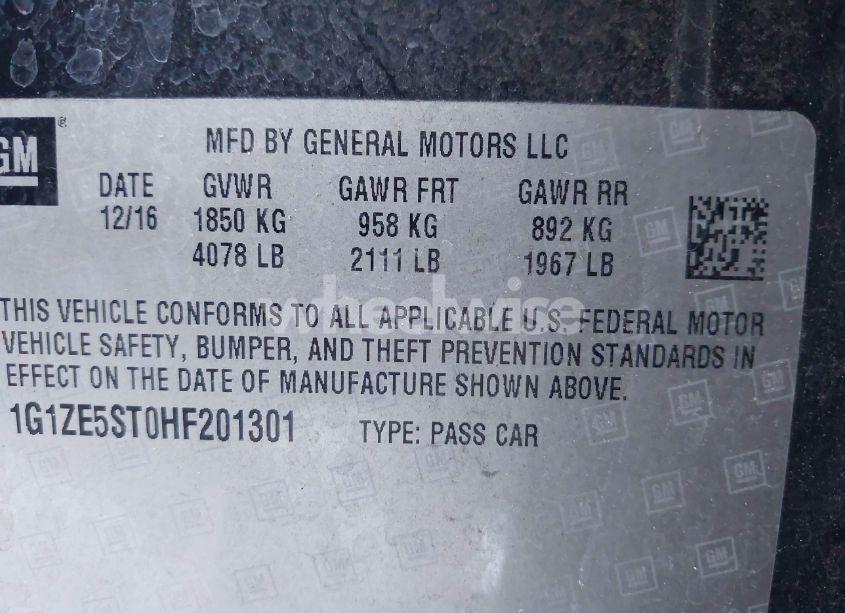 GM ®
MFD BY GENERAL MOTORS LLC
DATE GVWR GAWR FRT GAWR RR
12/16 1850 KG 958 KG 892 KG
4078 LB 2111 LB 1967 LB
wheelwise
THIS VEHICLE CONFORMS TO ALL APPLICABLE U.S. FEDERAL MOTOR
VEHICLE SAFETY, BUMPER, AND THEFT PREVENTION STANDARDS IN
EFFECT ON THE DATE OF MANUFACTURE SHOWN ABOVE.
1G1ZE5ST0HF201301 TYPE: PASS CAR